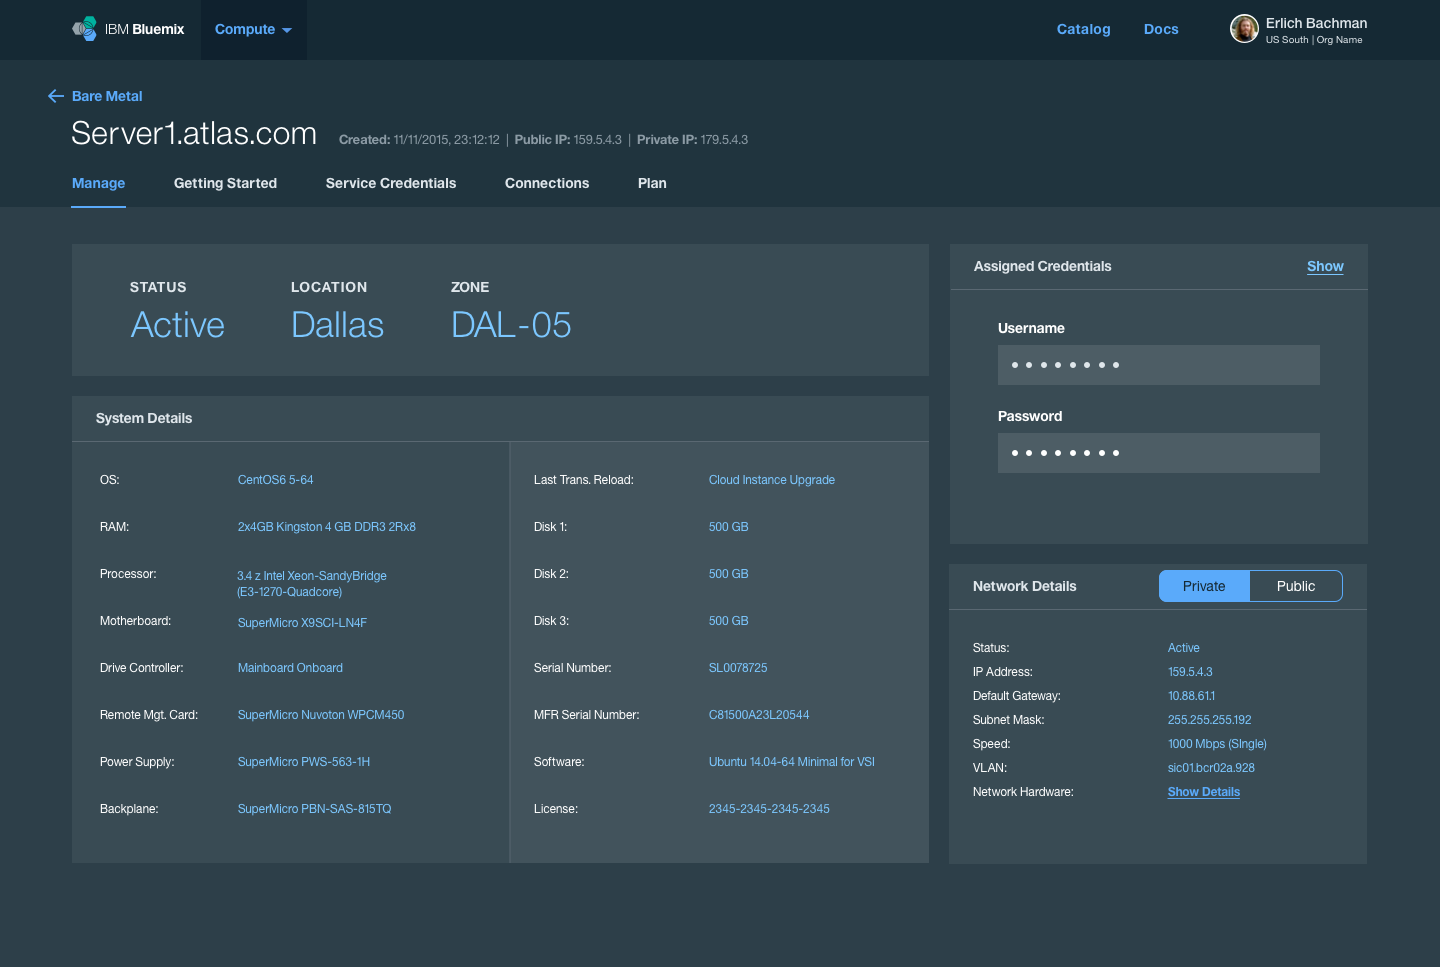 IBM Bluemix
Compute
Catalog
Docs
Erlich Bachman
US South | Org Name
Bare Metal
Server1.atlas.com
Created: 11/11/2015, 23:12:12 | Public IP: 159.5.4.3 | Private IP: 179.5.4.3
Manage
Getting Started
Service Credentials
Connections
Plan
STATUS
Active
LOCATION
Dallas
ZONE
DAL-05
System Details
OS: CentOS6 5-64
RAM: 2x4GB Kingston 4 GB DDR3 2Rx8
Processor: 3.4 z Intel Xeon-SandyBridge
(E3-1270-Quadcore)
Motherboard: SuperMicro X9SCI-LN4F
Drive Controller: Mainboard Onboard
Remote Mgt. Card: SuperMicro Nuvoton WPCM450
Power Supply: SuperMicro PWS-563-1H
Backplane: SuperMicro PBN-SAS-815TQ
Last Trans. Reload: Cloud Instance Upgrade
Disk 1: 500 GB
Disk 2: 500 GB
Disk 3: 500 GB
Serial Number: SL0078725
MFR Serial Number: C81500A23L20544
Software: Ubuntu 14.04-64 Minimal for VSI
License: 2345-2345-2345-2345
Assigned Credentials
Show
Username
Password
Network Details
Private
Public
Status: Active
IP Address: 159.5.4.3
Default Gateway: 10.88.61.1
Subnet Mask: 255.255.255.192
Speed: 1000 Mbps (SIngle)
VLAN: sic01.bcr02a.928
Network Hardware: Show Details